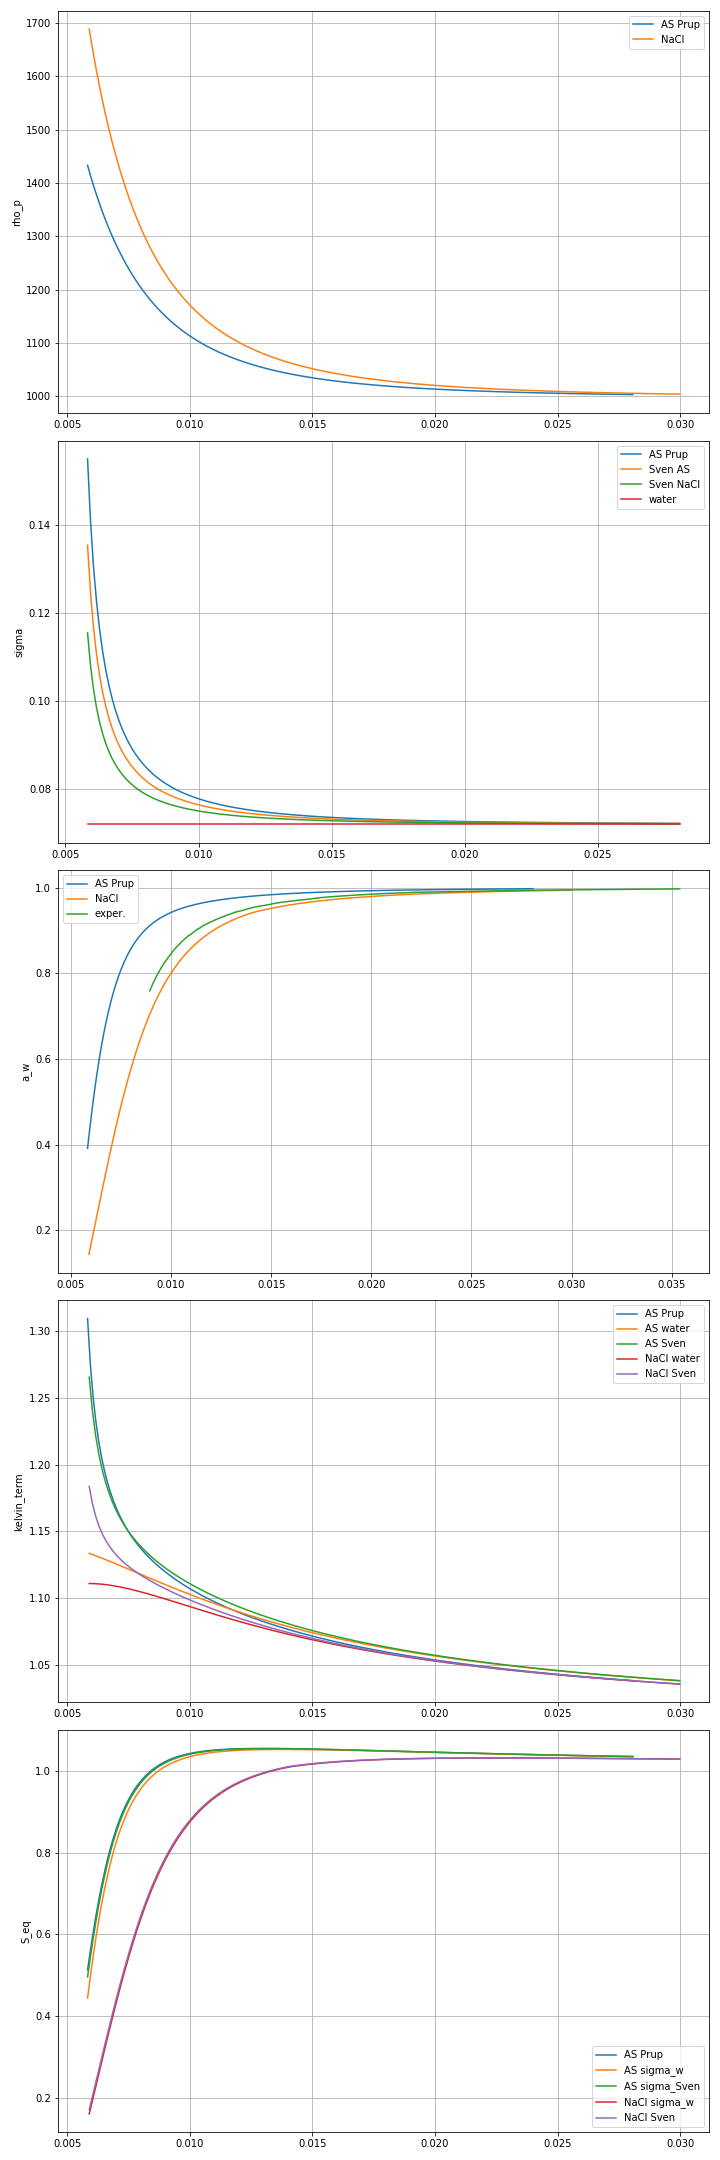 1700
1600
1500
1400
1300
1200
1100
1000
rho_p
AS Prup
NaCl
0.005
0.010
0.015
0.020
0.025
0.030
0.14
0.12
0.10
0.08
sigma
AS Prup
Sven AS
Sven NaCl
water
0.005
0.010
0.015
0.020
0.025
1.0
0.8
0.6
0.4
0.2
a_w
AS Prup
NaCl
exper.
0.005
0.010
0.015
0.020
0.025
0.030
0.035
1.30
1.25
1.20
1.15
1.10
1.05
kelvin_term
AS Prup
AS water
AS Sven
NaCl water
NaCl Sven
0.005
0.010
0.015
0.020
0.025
0.030
1.0
0.8
0.6
0.4
0.2
S_eq
AS Prup
AS sigma_w
AS sigma_Sven
NaCl sigma_w
NaCl Sven
0.005
0.010
0.015
0.020
0.025
0.030